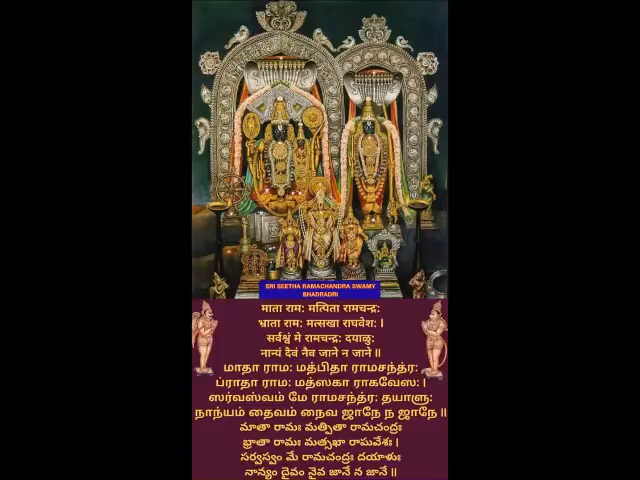 SRI SEETHA RAMACHANDRA SWAMY
BHADRADRI
माता रामः मत्पिता रामचन्द्रः
भ्राता रामः मत्सखा राघवेशः ।
सर्वश्वं मे रामचन्द्रः दयाळुः
नान्यं दैवं नैव जाने न जाने ॥
மாதா ராம: மத்பிதா ராமசந்த்ர:
ப்ராதா ராம: மத்ஸகா ராகவேஸ: |
ஸர்வஸ்வம் மே ராமசந்த்ர: தயாளு:
நாந்யம் தைவம் நைவ ஜாநே ந ஜாநே ||
మాతా రామః మత్పితా రామచంద్రః
భ్రాతా రామః మత్సఖా రాఘవేశః ।
సర్వస్వం మే రామచంద్రః దయాళుః
నాన్యం దైవం నైవ జానే న జానే ॥